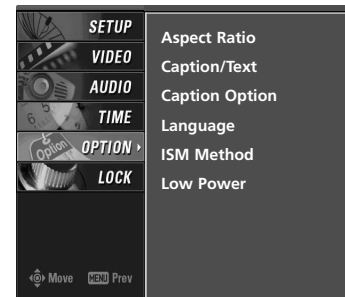 SETUP
VIDEO
AUDIO
TIME
OPTION
LOCK
Move MENU Prev
Aspect Ratio
Caption/Text
Caption Option
Language
ISM Method
Low Power